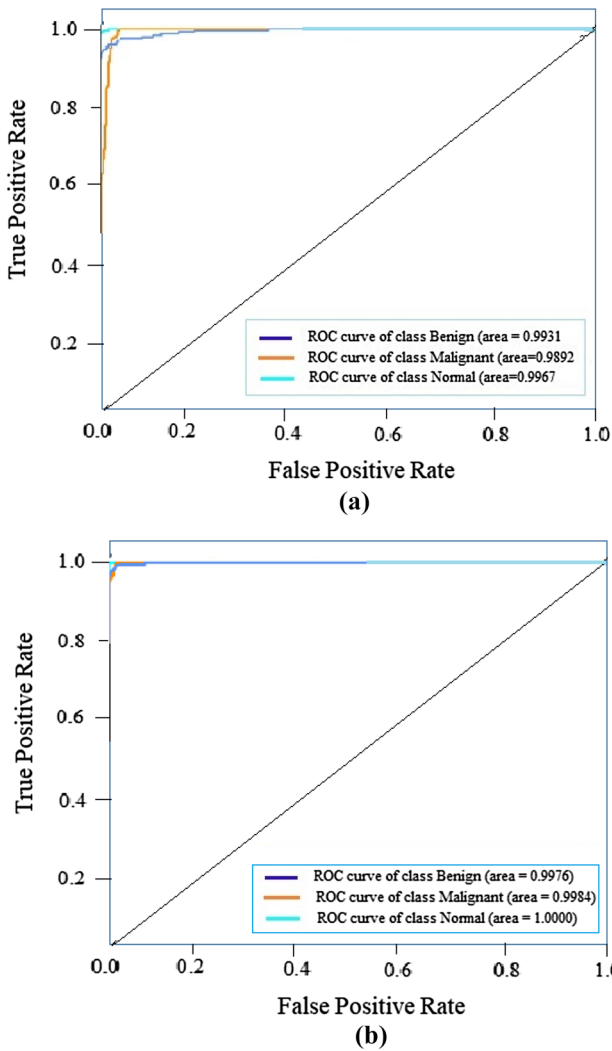 1.0
0.8
0.6
0.4
0.2
True Positive Rate
ROC curve of class Benign (area = 0.9931
ROC curve of class Malignant (area=0.9892
ROC curve of class Normal (area=0.9967
0.0 0.2 0.4 0.6 0.8 1.0
False Positive Rate
(a)
1.0
0.8
0.6
0.4
0.2
True Positive Rate
ROC curve of class Benign (area = 0.9976)
ROC curve of class Malignant (area = 0.9984)
ROC curve of class Normal (area = 1.0000)
0.0 0.2 0.4 0.6 0.8 1.0
False Positive Rate
(b)